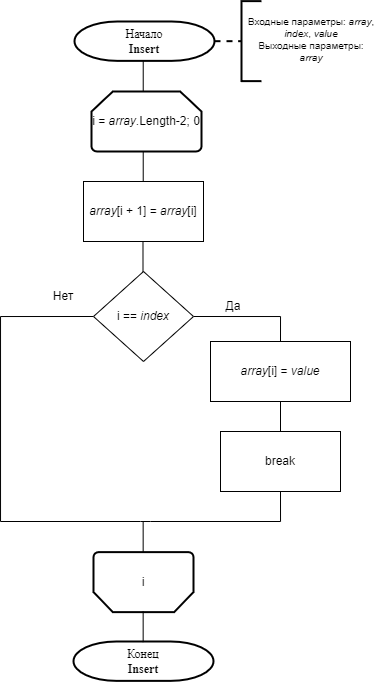 Начало
Insert
Входные параметры: array,
index, value
Выходные параметры:
array
i = array.Length-2; 0
array[i + 1] = array[i]
Нет
i == index
Да
array[i] = value
break
i
Конец
Insert